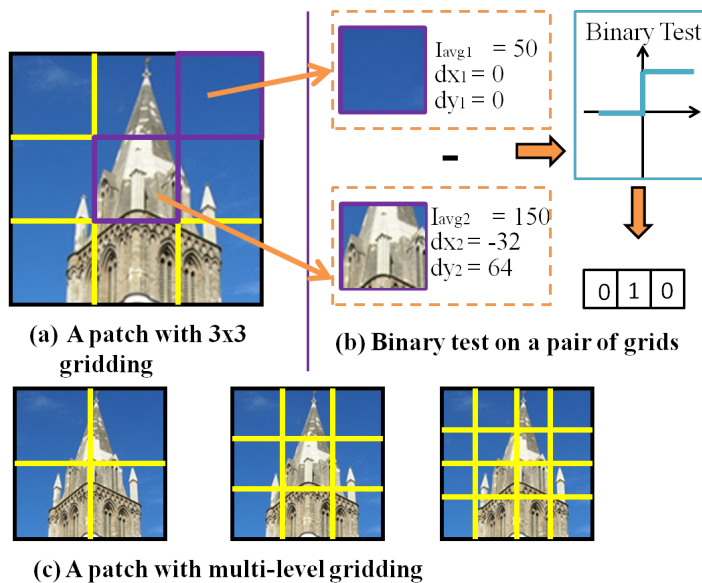 Iavg1 = 50
dx1 = 0
dy1 = 0
Binary Test
-
Iavg2 = 150
dx2 = -32
dy2 = 64
0 1 0
(a) A patch with 3x3
gridding
(b) Binary test on a pair of grids
(c) A patch with multi-level gridding